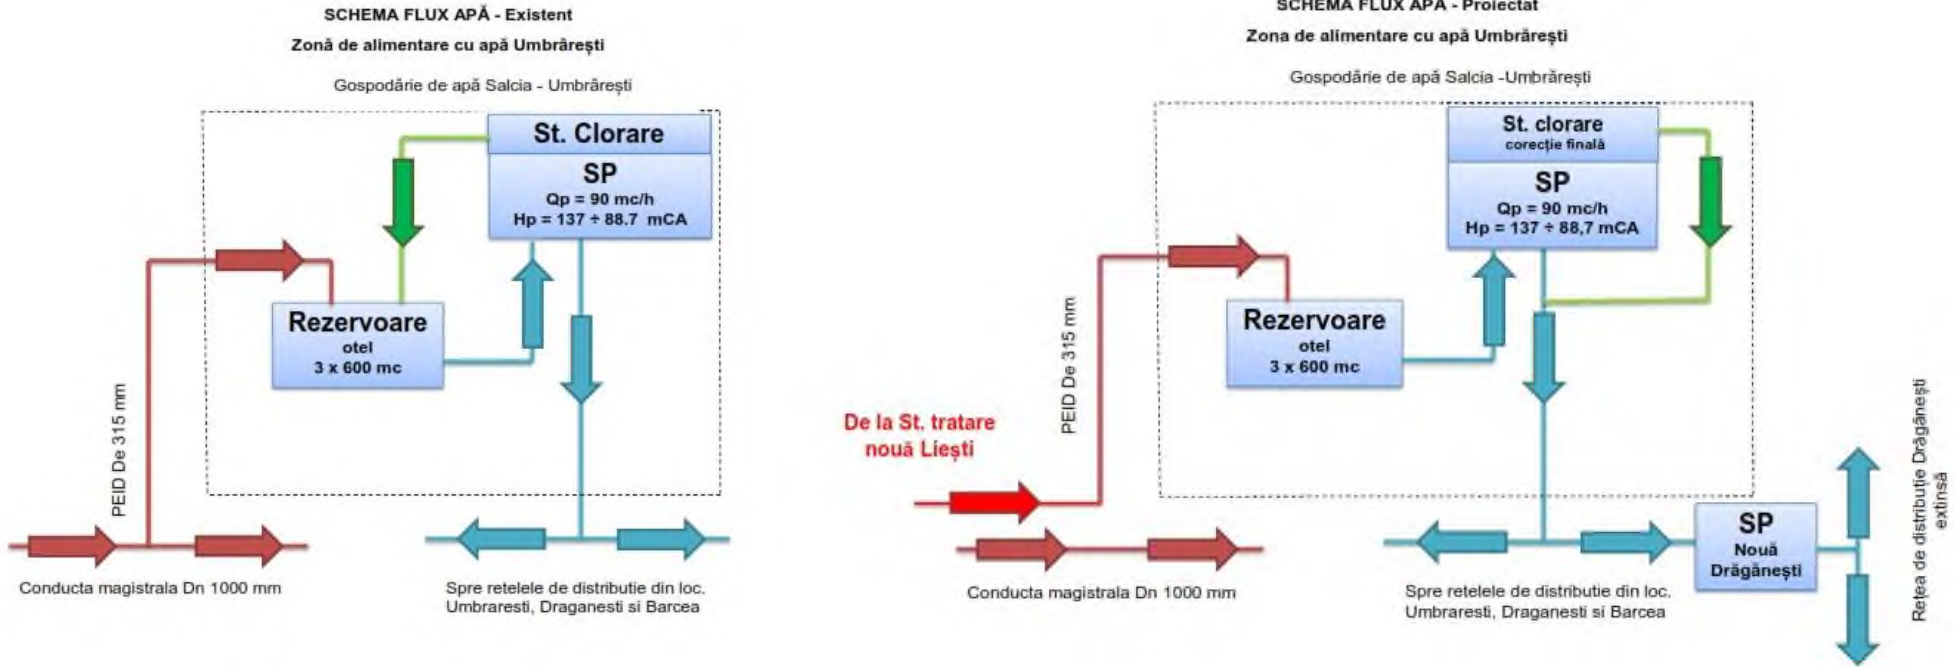 SCHEMA FLUX APĂ - Existent
Zonă de alimentare cu apă Umbrărești
Gospodărie de apă Salcia - Umbrărești
St. Clorare
SP
Qp = 90 mc/h
Hp = 137 ÷ 88.7 mCA
Rezervoare
otel
3 x 600 mc
PEID De 315 mm
Conducta magistrala Dn 1000 mm
Spre retelele de distributie din loc.
Umbraresti, Draganesti si Barcea
SCHEMA FLUX APĂ - Proiectat
Zona de alimentare cu apă Umbrărești
Gospodărie de apă Salcia -Umbrărești
St. clorare
corecție finală
SP
Qp = 90 mc/h
Hp = 137 ÷ 88,7 mCA
Rezervoare
otel
3 x 600 mc
PEID De 315 mm
De la St. tratare
nouă Liești
Conducta magistrala Dn 1000 mm
Spre retelele de distributie din loc.
Umbraresti, Draganesti si Barcea
SP
Nouă
Drăgănești
Rețea de distribuție Drăgănești
extinsă